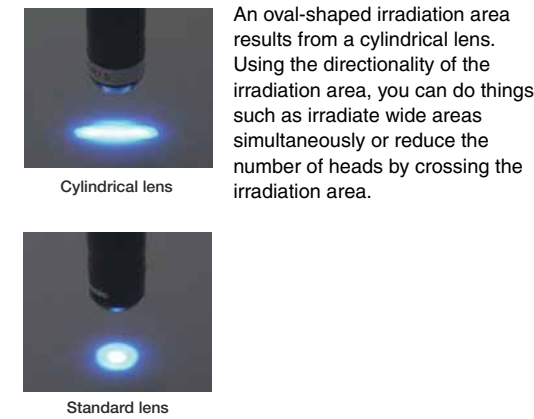 An oval-shaped irradiation area
results from a cylindrical lens.
Using the directionality of the
irradiation area, you can do things
such as irradiate wide areas
simultaneously or reduce the
number of heads by crossing the
irradiation area.
Cylindrical lens
Standard lens